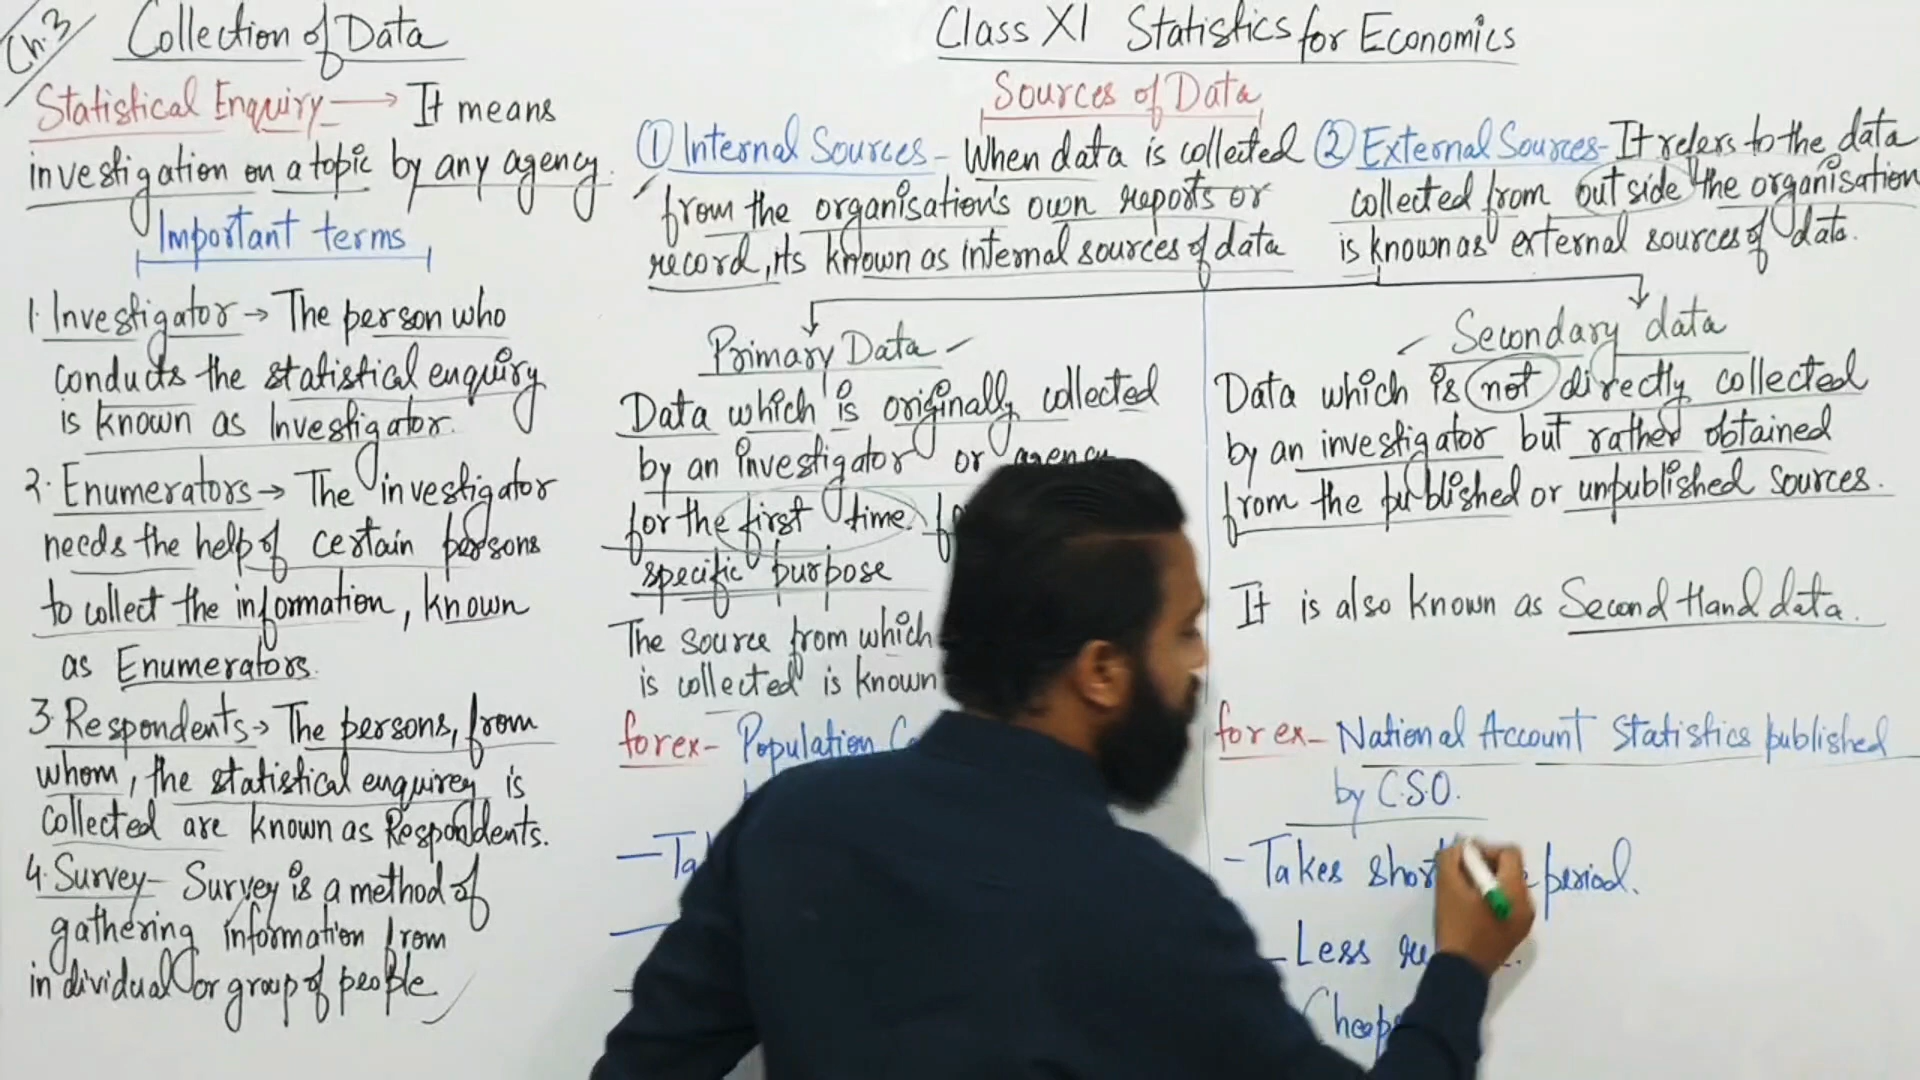 Ch.3
Collection of Data
Statistical Enquiry → It means
investigation on a topic by any agency.
Important terms
1. Investigator → The person who
conducts the statistical enquiry
is known as Investigator.
2. Enumerators → The investigator
needs the help of certain persons
to collect the information, known
as Enumerators.
3. Respondents → The persons, from
whom, the statistical enquirey is
collected are known as Respondents.
4. Survey – Survey is a method of
gathering information from
individual or group of people
Class XI Statistics for Economics
Sources of Data
① Internal Sources – When data is collected
from the organisation's own reports or
record, its known as internal sources of data
② External Sources – It refers to the data
collected from outside the organisation
is known as external sources of data.
Primary Data –
Data which is originally collected
by an investigator or agency
for the first time
specific purpose
The source from which
is collected is known
forex – Population
Secondary data
Data which is not directly collected
by an investigator but rather obtained
from the published or unpublished sources.
It is also known as Second Hand data.
forex – National Account Statistics published
by C.S.O.
– Takes short period.
– Less